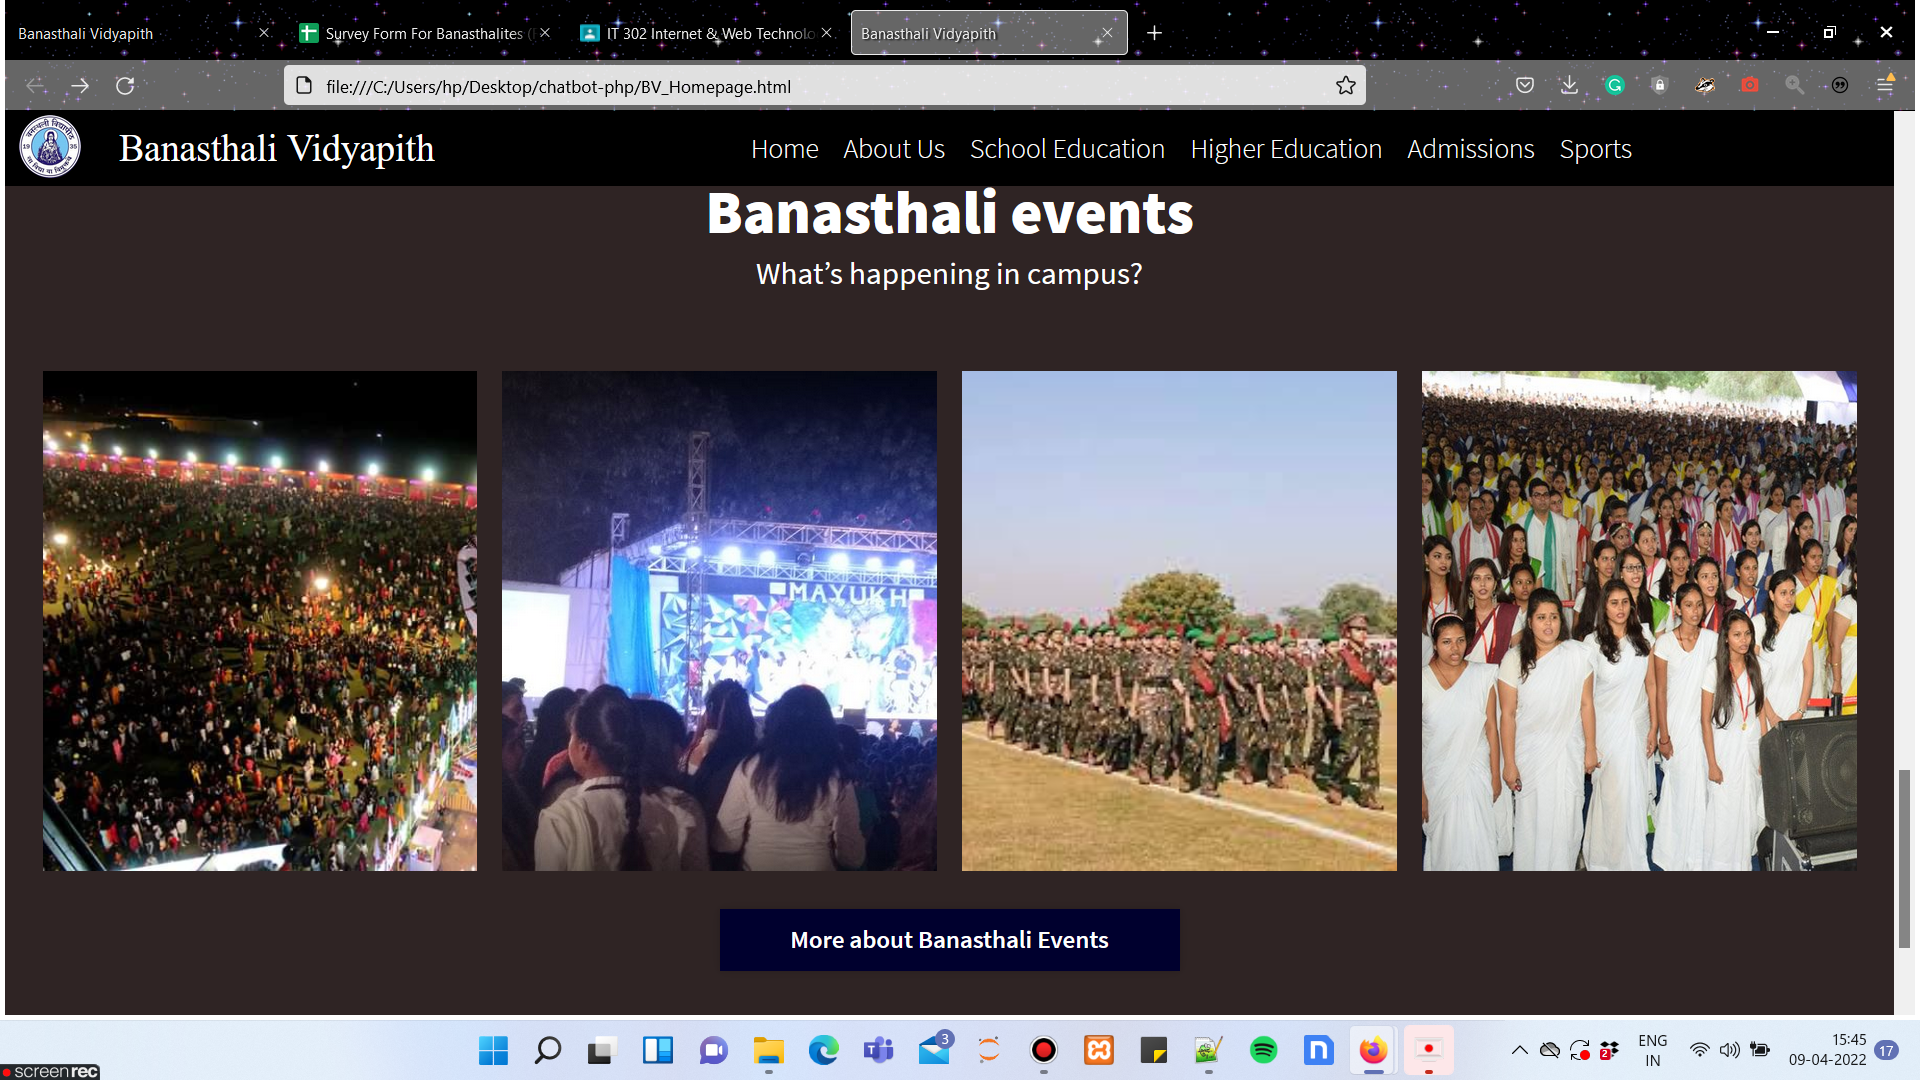 Banasthali Vidyapith
Survey Form For Banasthalites (
IT 302 Internet & Web Technolo
Banasthali Vidyapith
file:///C:/Users/hp/Desktop/chatbot-php/BV_Homepage.html
Banasthali Vidyapith
Home
About Us
School Education
Higher Education
Admissions
Sports
Banasthali events
What’s happening in campus?
MAYUKH
More about Banasthali Events
3
2
ENG
IN
15:45
09-04-2022
17
screenrec